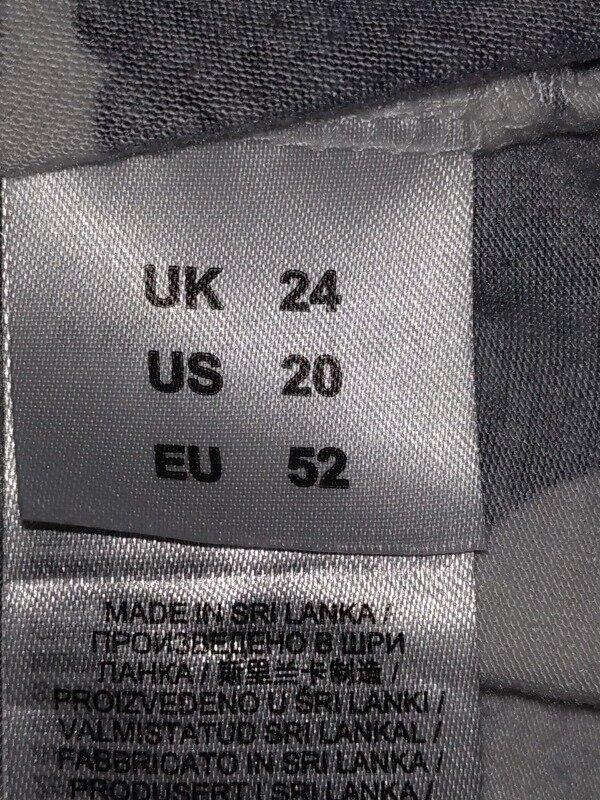 UK 24
US 20
EU 52
MADE IN SRI LANKA /
ПРОИЗВЕДЕНО В ШРИ
ЛАНКА / 斯里兰卡制造 /
PROIZVEDENO U ŠRI LANKI /
VALMISTATUD SRI LANKAL /
FABBRICATO IN SRI LANKA /
PRODUSERT I SRI LANKA /